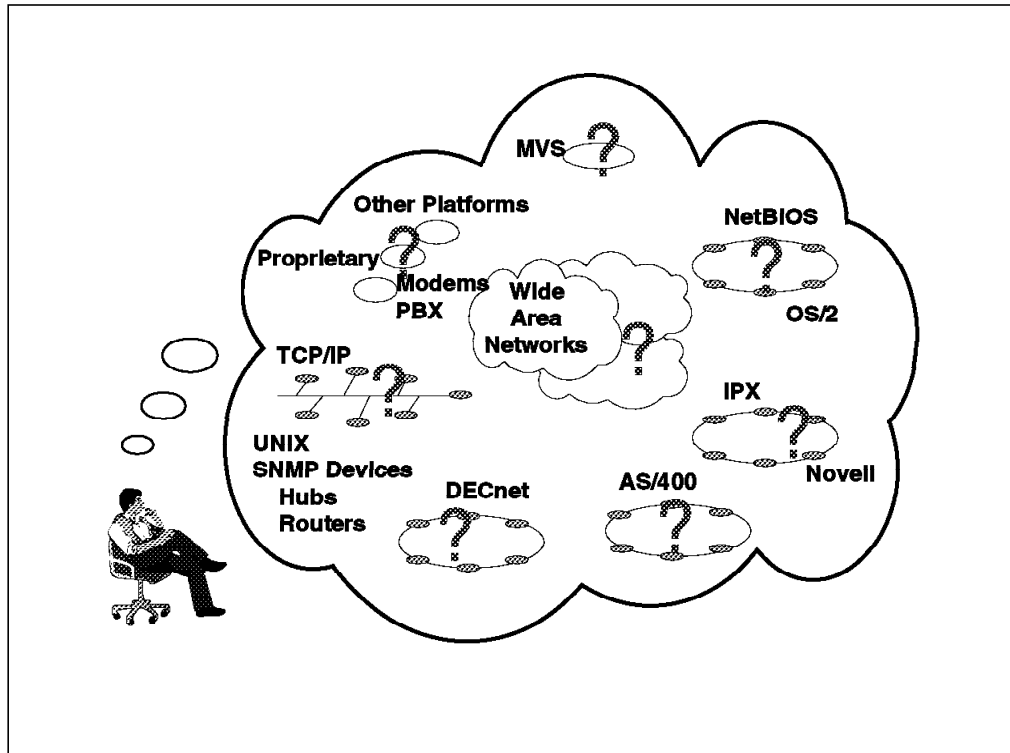 MVS
Other Platforms
NetBIOS
Proprietary
Modems
PBX
Wide
Area
Networks
OS/2
TCP/IP
IPX
UNIX
SNMP Devices
Hubs
Routers
DECnet
AS/400
Novell